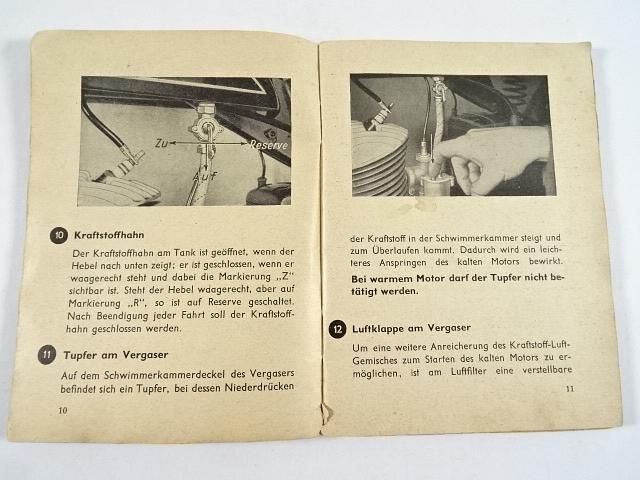 Zu
Reserve
Auf
10 Kraftstoffhahn
Der Kraftstoffhahn am Tank ist geöffnet, wenn der
Hebel nach unten zeigt; er ist geschlossen, wenn er
waagerecht steht und dabei die Markierung „Z"
sichtbar ist. Steht der Hebel waagerecht, aber auf
Markierung „R", so ist auf Reserve geschaltet.
Nach Beendigung jeder Fahrt soll der Kraftstoff-
hahn geschlossen werden.
11 Tupfer am Vergaser
Auf dem Schwimmerkammerdeckel des Vergasers
befindet sich ein Tupfer, bei dessen Niederdrücken
10
der Kraftstoff in der Schwimmerkammer steigt und
zum Überlaufen kommt. Dadurch wird ein leich-
teres Anspringen des kalten Motors bewirkt.
Bei warmem Motor darf der Tupfer nicht be-
tätigt werden.
12 Luftklappe am Vergaser
Um eine weitere Anreicherung des Kraftstoff-Luft-
Gemisches zum Starten des kalten Motors zu er-
möglichen, ist am Luftfilter eine verstellbare
11